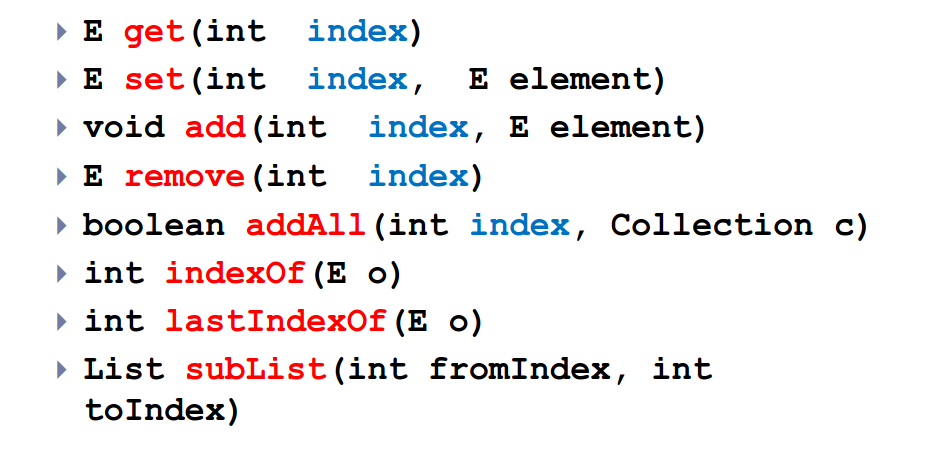 E get(int  index)
E set(int  index,  E element)
void add(int  index, E element)
E remove(int  index)
boolean addAll(int index, Collection c)
int indexOf(E o)
int lastIndexOf(E o)
List subList(int fromIndex, int
toIndex)